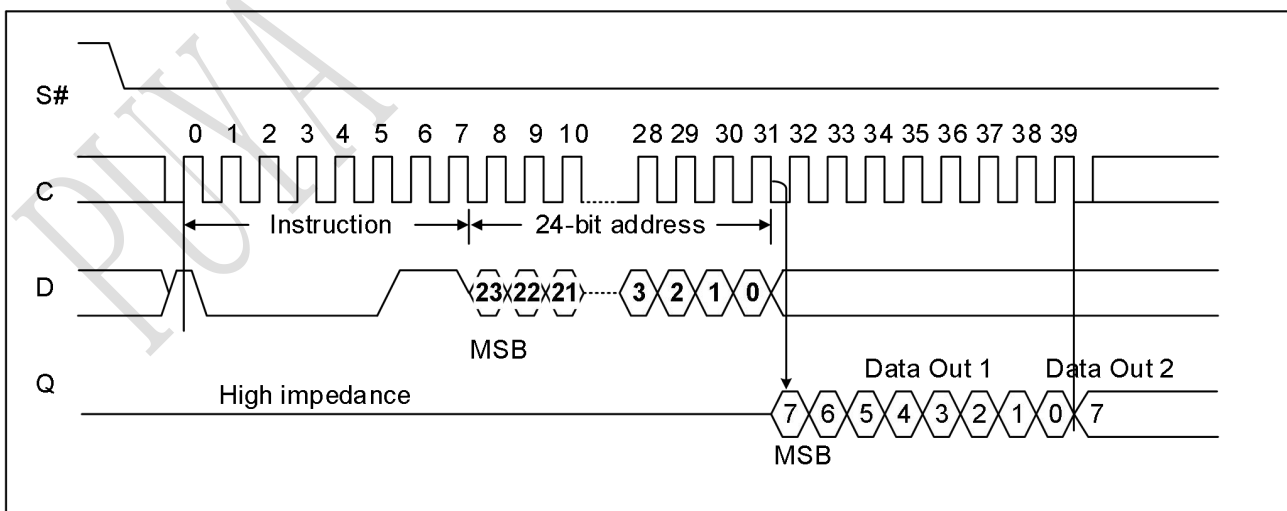 PUYA
S#
0 1 2 3 4 5 6 7 8 9 10 28 29 30 31 32 33 34 35 36 37 38 39
C
Instruction 24-bit address
D
23 22 21 3 2 1 0
MSB
Data Out 1 Data Out 2
Q
High impedance
7 6 5 4 3 2 1 0 7
MSB